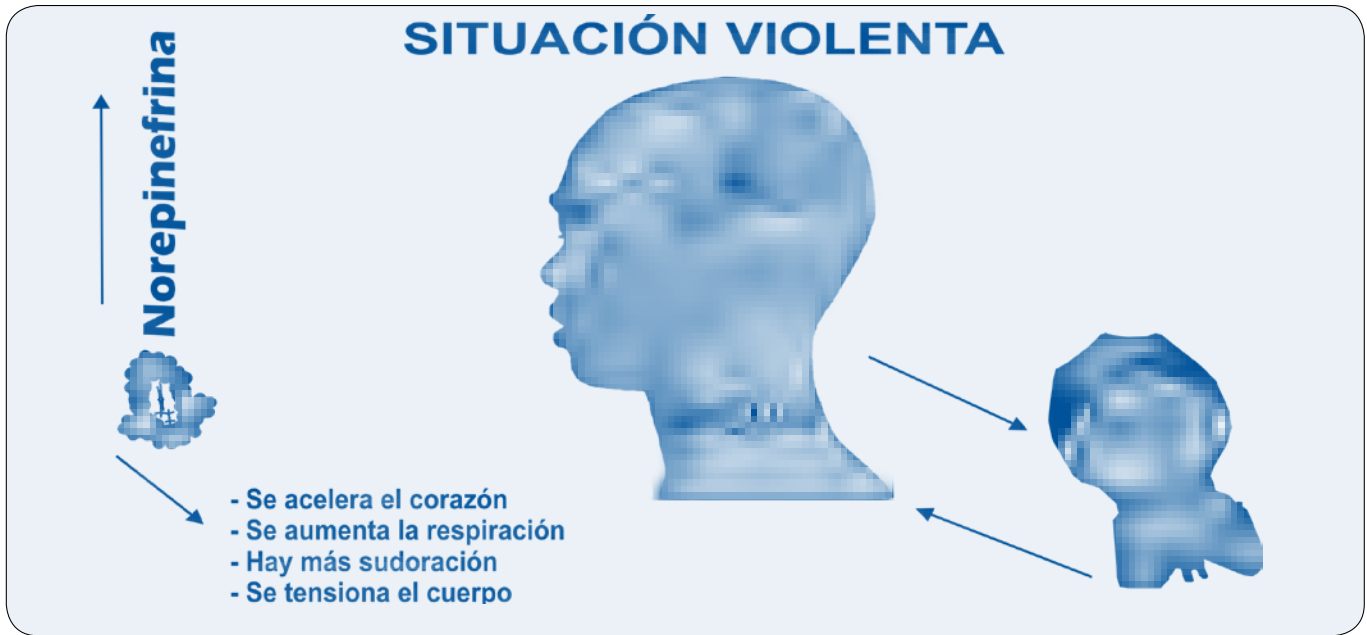 SITUACIÓN VIOLENTA
Norepinefrina
- Se acelera el corazón
- Se aumenta la respiración
- Hay más sudoración
- Se tensiona el cuerpo